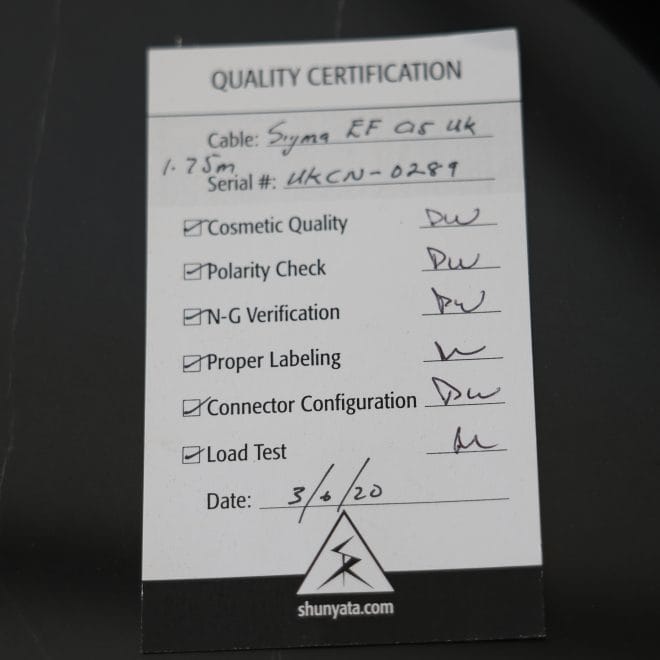 QUALITY CERTIFICATION
Cable: Sigma EF a5 UK
1.75m
Serial #: UKCN-0289
Cosmetic Quality DW
Polarity Check DW
N-G Verification DW
Proper Labeling
Connector Configuration DW
Load Test
Date: 3/6/20
shunyata.com